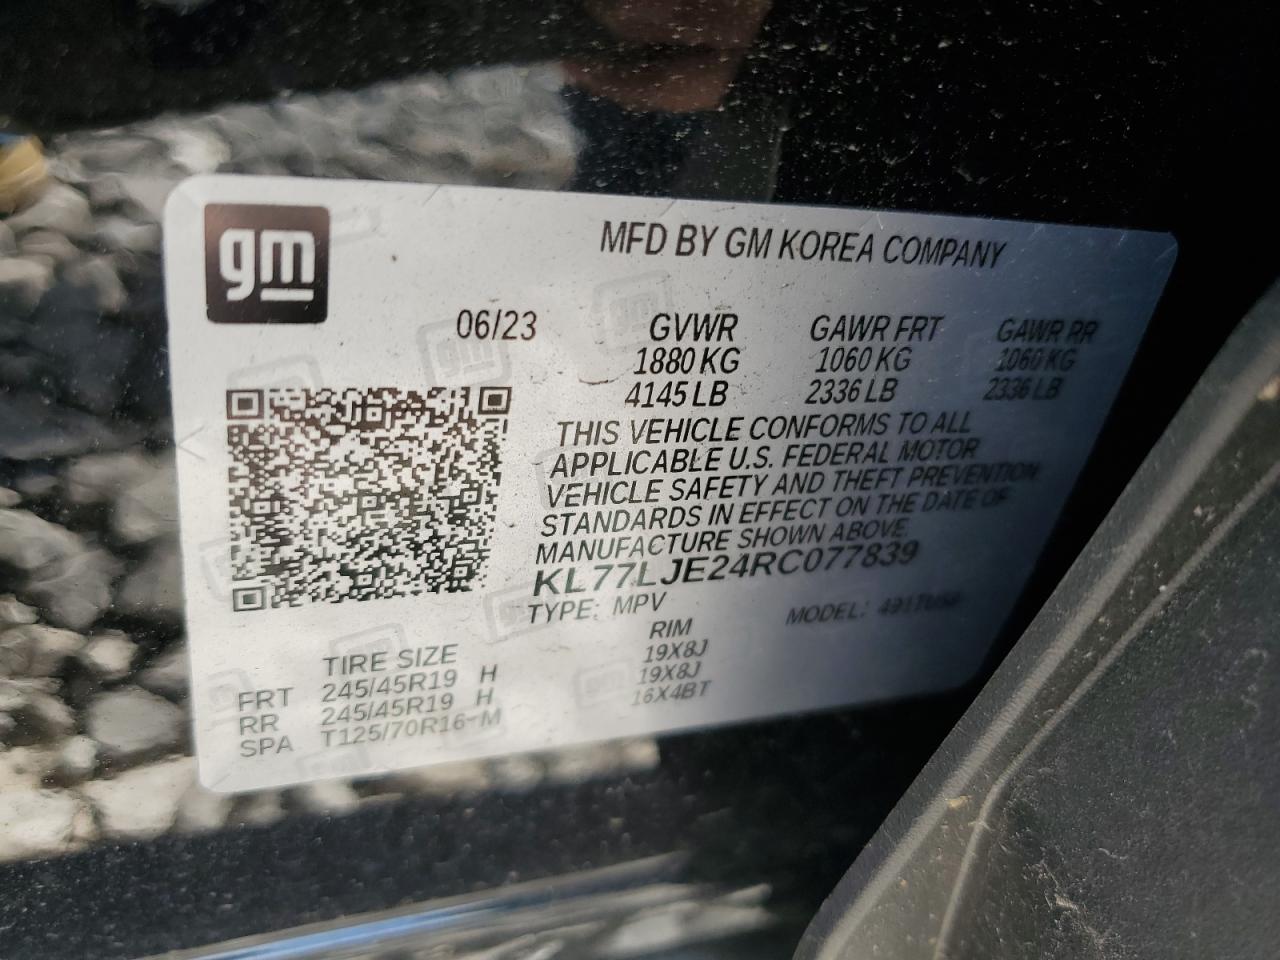 gm
MFD BY GM KOREA COMPANY
06/23 GVWR GAWR FRT GAWR RR
1880 KG 1060 KG 1060 KG
4145 LB 2336 LB 2336 LB
THIS VEHICLE CONFORMS TO ALL
APPLICABLE U.S. FEDERAL MOTOR
VEHICLE SAFETY AND THEFT PREVENTION
STANDARDS IN EFFECT ON THE DATE OF
MANUFACTURE SHOWN ABOVE.
KL77LJE24RC077839
TYPE: MPV MODEL:
TIRE SIZE RIM
FRT 245/45R19 H 19X8J
RR 245/45R19 H 19X8J
SPA T125/70R16-M 16X4BT